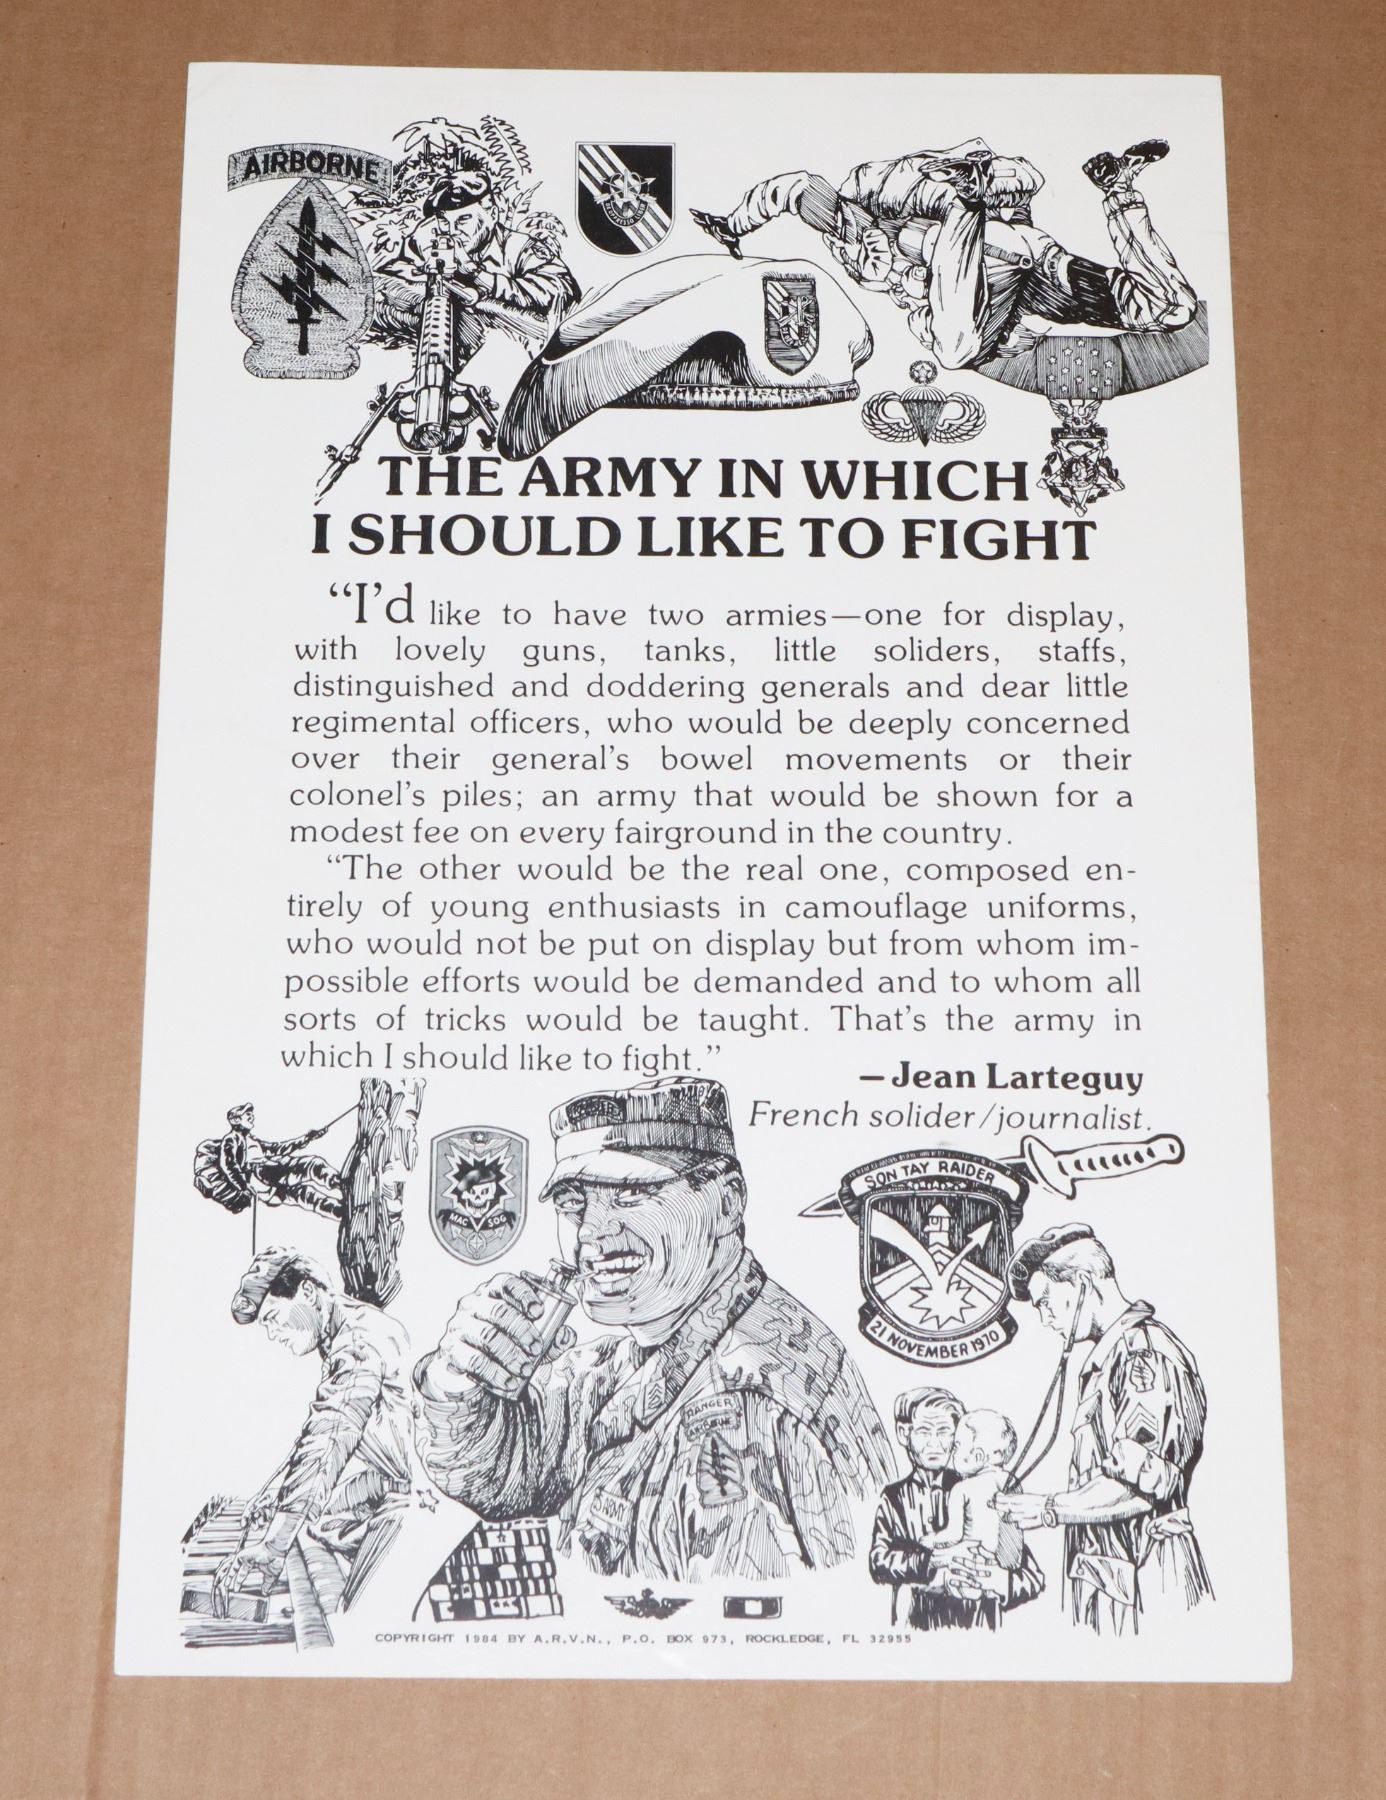 AIRBORNE
THE ARMY IN WHICH
I SHOULD LIKE TO FIGHT
“I’d like to have two armies—one for display,
with lovely guns, tanks, little soliders, staffs,
distinguished and doddering generals and dear little
regimental officers, who would be deeply concerned
over their general’s bowel movements or their
colonel’s piles; an army that would be shown for a
modest fee on every fairground in the country.
“The other would be the real one, composed en-
tirely of young enthusiasts in camouflage uniforms,
who would not be put on display but from whom im-
possible efforts would be demanded and to whom all
sorts of tricks would be taught. That’s the army in
which I should like to fight.”
—Jean Larteguy
French solider/journalist.
MAC SOG
SON TAY RAIDER
21 NOVEMBER 1970
RANGER
AIRBORNE
COPYRIGHT 1984 BY A.R.V.N., P.O. BOX 973, ROCKLEDGE, FL 32955